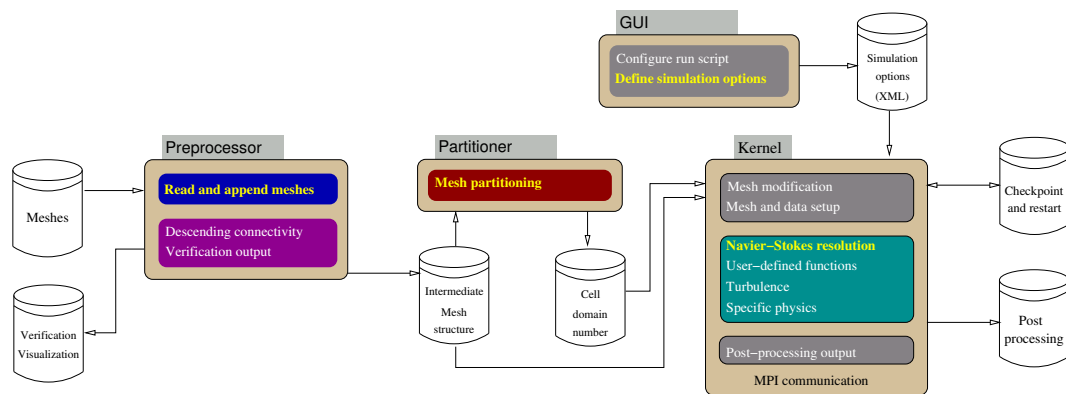 GUI
Configure run script
Define simulation options
Simulation
options
(XML)
Preprocessor
Read and append meshes
Descending connectivity
Verification output
Meshes
Verification
Visualization
Partitioner
Mesh partitioning
Intermediate
Mesh
structure
Cell
domain
number
Kernel
Mesh modification
Mesh and data setup
Navier−Stokes resolution
User−defined functions
Turbulence
Specific physics
Post−processing output
MPI communication
Checkpoint
and restart
Post
processing